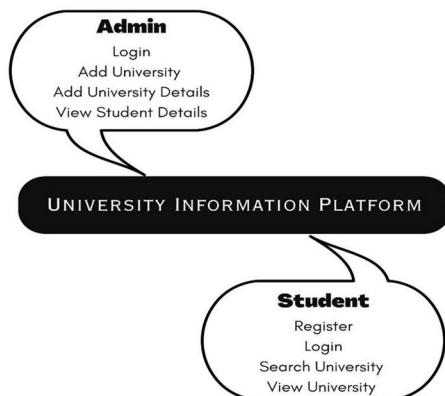 Admin
Login
Add University
Add University Details
View Student Details
UNIVERSITY INFORMATION PLATFORM
Student
Register
Login
Search University
View University